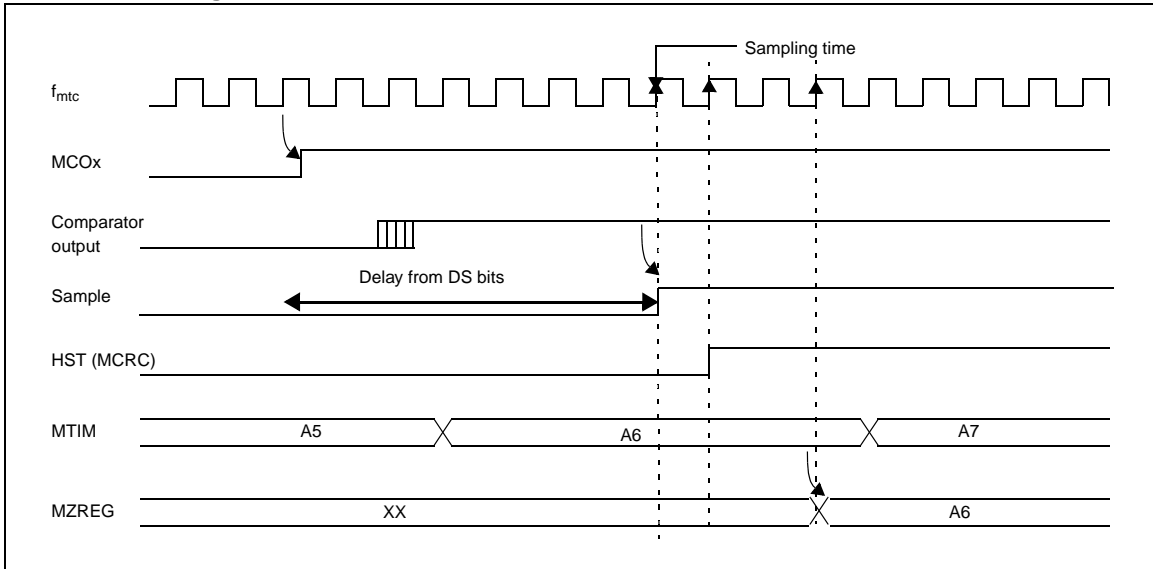 Sampling time
fmtc
MCOx
Comparator
output
Delay from DS bits
Sample
HST (MCRC)
MTIM
A5
A6
A7
MZREG
XX
A6